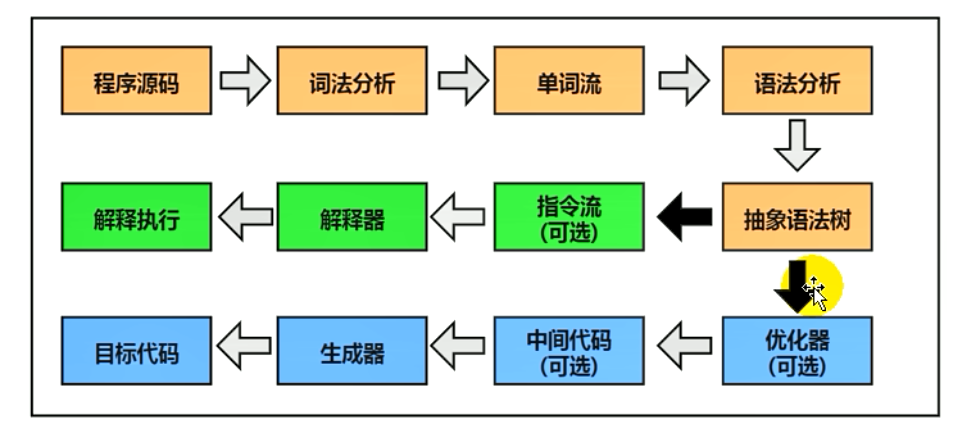 程序源码
词法分析
单词流
语法分析
解释执行
解释器
指令流
(可选)
抽象语法树
目标代码
生成器
中间代码
(可选)
优化器
(可选)